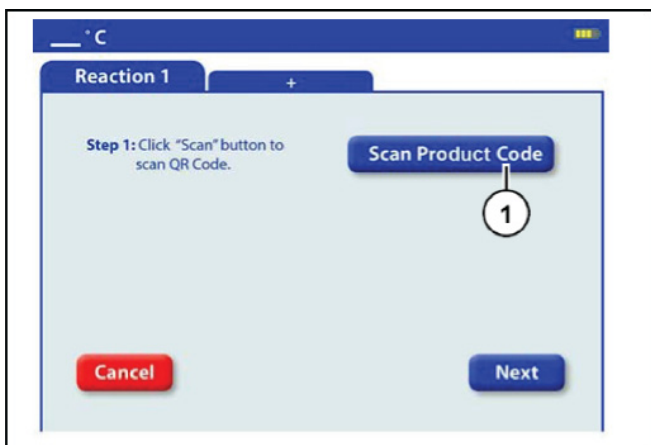 __ °C
Reaction 1
+
Step 1: Click "Scan" button to
scan QR Code.
Scan Product Code
1
Cancel
Next